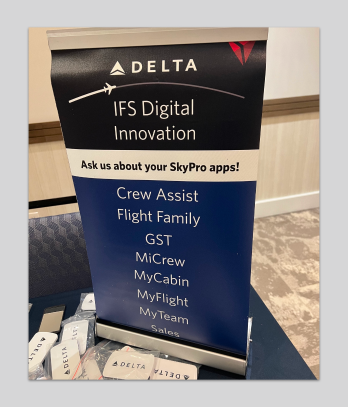 DELTA
IFS Digital
Innovation
Ask us about your SkyPro apps!
Crew Assist
Flight Family
GST
MiCrew
MyCabin
MyFlight
MyTeam
Sales
DELTA
DELTA
DELTA
DELTA